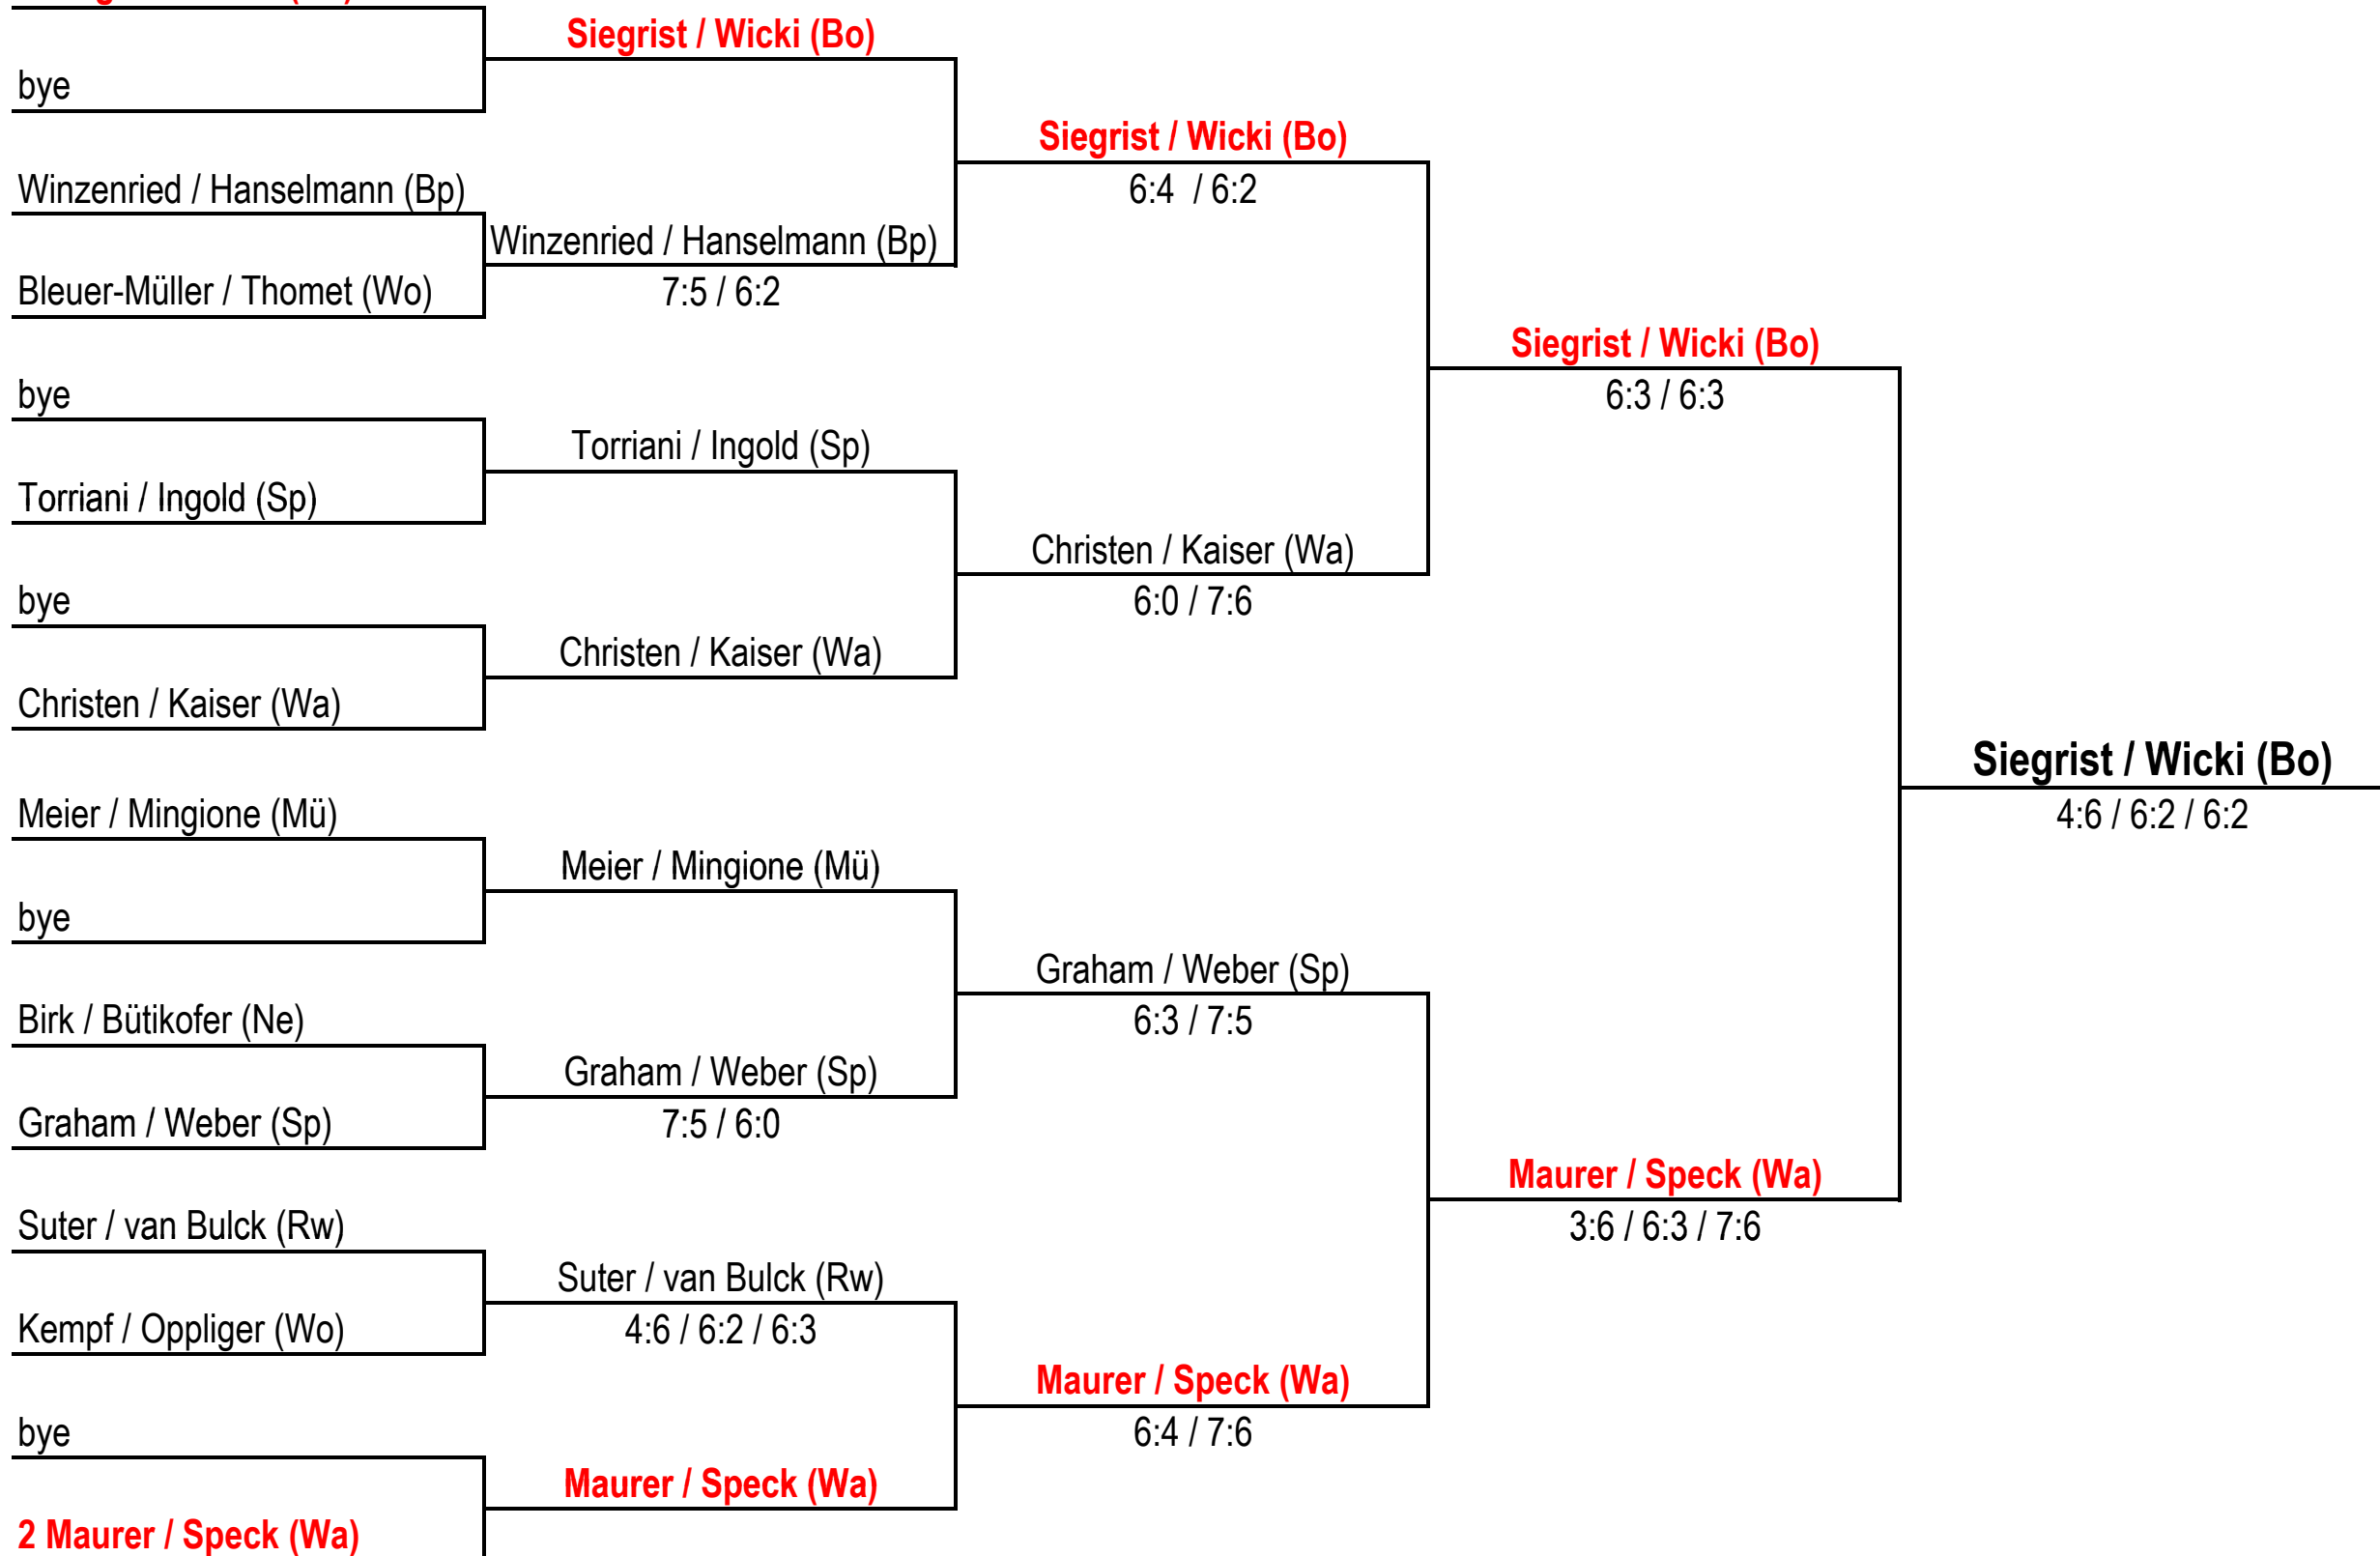 Siegrist / Wicki (Bo)
bye
Siegrist / Wicki (Bo)
Winzenried / Hanselmann (Bp)
6:4 / 6:2
Winzenried / Hanselmann (Bp)
Bleuer-Müller / Thomet (Wo)
7:5 / 6:2
Siegrist / Wicki (Bo)
bye
6:3 / 6:3
Torriani / Ingold (Sp)
Torriani / Ingold (Sp)
Christen / Kaiser (Wa)
bye
6:0 / 7:6
Christen / Kaiser (Wa)
Christen / Kaiser (Wa)
Siegrist / Wicki (Bo)
Meier / Mingione (Mü)
4:6 / 6:2 / 6:2
Meier / Mingione (Mü)
bye
Graham / Weber (Sp)
Birk / Bütikofer (Ne)
6:3 / 7:5
Graham / Weber (Sp)
Graham / Weber (Sp)
7:5 / 6:0
Maurer / Speck (Wa)
Suter / van Bulck (Rw)
3:6 / 6:3 / 7:6
Suter / van Bulck (Rw)
Kempf / Oppliger (Wo)
4:6 / 6:2 / 6:3
Maurer / Speck (Wa)
bye
6:4 / 7:6
Maurer / Speck (Wa)
2 Maurer / Speck (Wa)